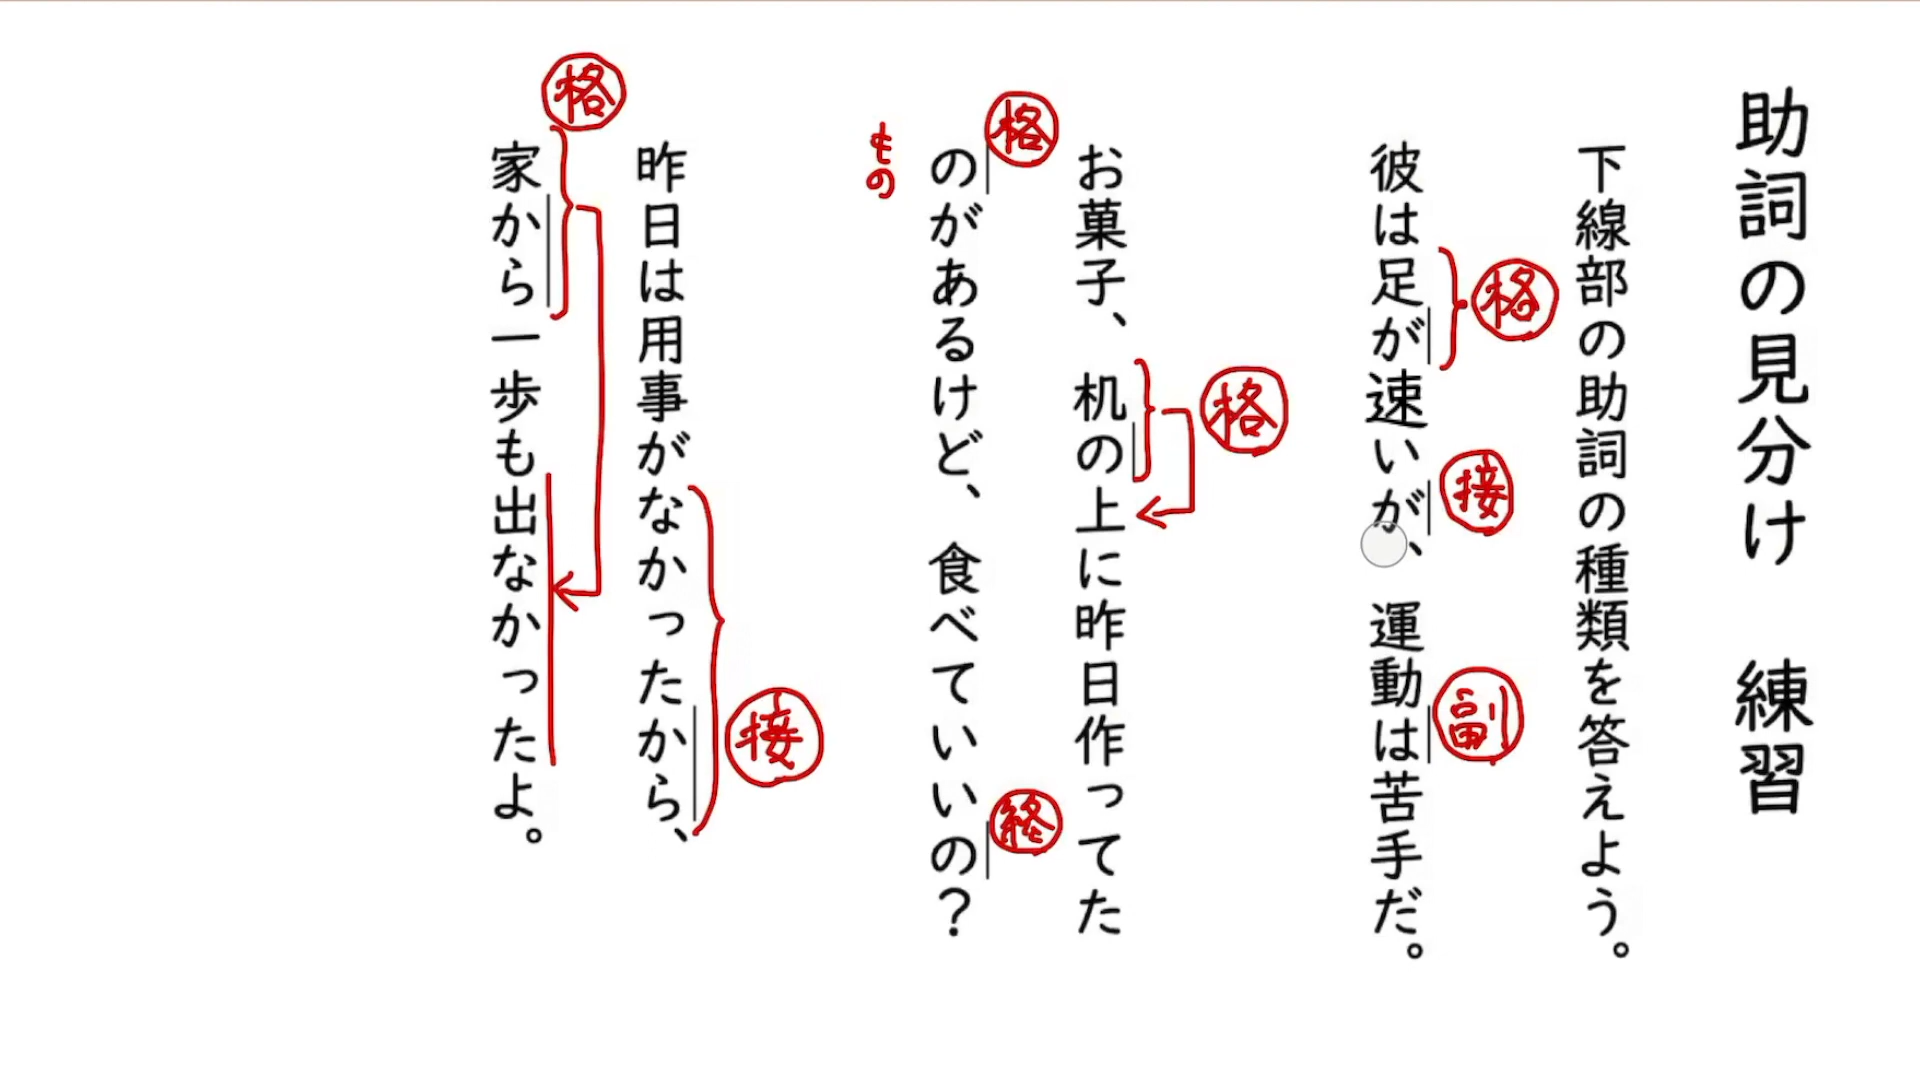 助詞の見分け　練習
下線部の助詞の種類を答えよう。
格
接
副
彼は足が速いが、運動は苦手だ。
格
お菓子、机の上に昨日作ってた
格
終
のがあるけど、食べていいの？
もの
接
昨日は用事がなかったから、
格
家から一歩も出なかったよ。